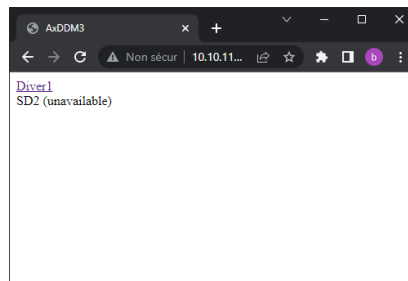 AxDDM3
Non sécur | 10.10.11...
b
Diver1
SD2 (unavailable)